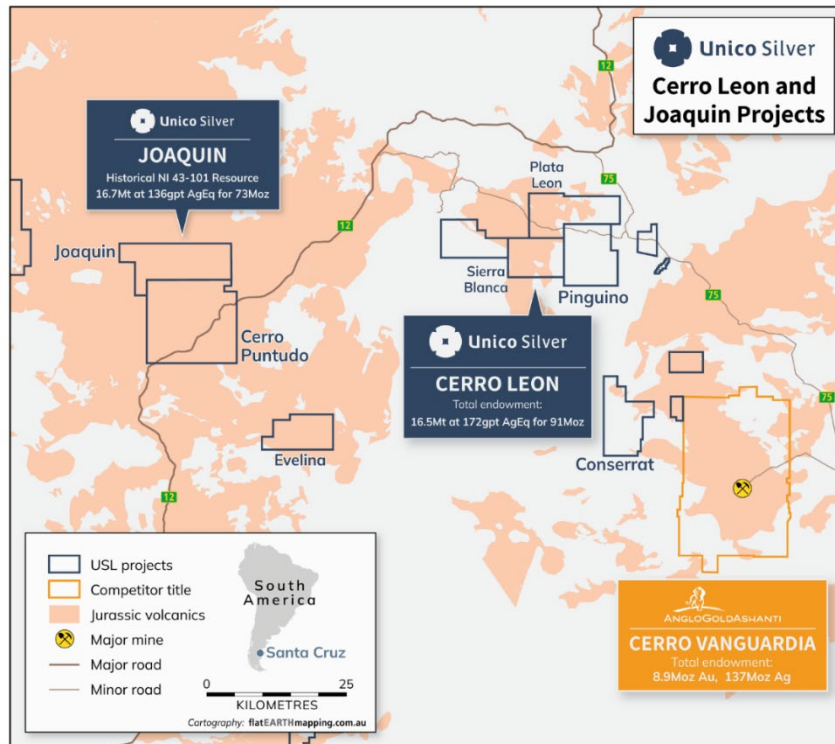 Unico Silver
Cerro Leon and
Joaquin Projects
12
Unico Silver
JOAQUIN
Historical NI 43-101 Resource
16.7Mt at 136gpt AgEq for 73Moz
Plata
Leon
75
12
Joaquin
Sierra
Blanca
Pinguino
75
Cerro
Puntudo
Unico Silver
CERRO LEON
Total endowment:
16.5Mt at 172gpt AgEq for 91Moz
75
Evelina
Conserrat
12
USL projects
Competitor title
Jurassic volcanics
Major mine
Major road
Minor road
South
America
Santa Cruz
0 25
KILOMETRES
Cartography: flatEARTHmapping.com.au
ANGLOGOLDASHANTI
CERRO VANGUARDIA
Total endowment:
8.9Moz Au, 137Moz Ag